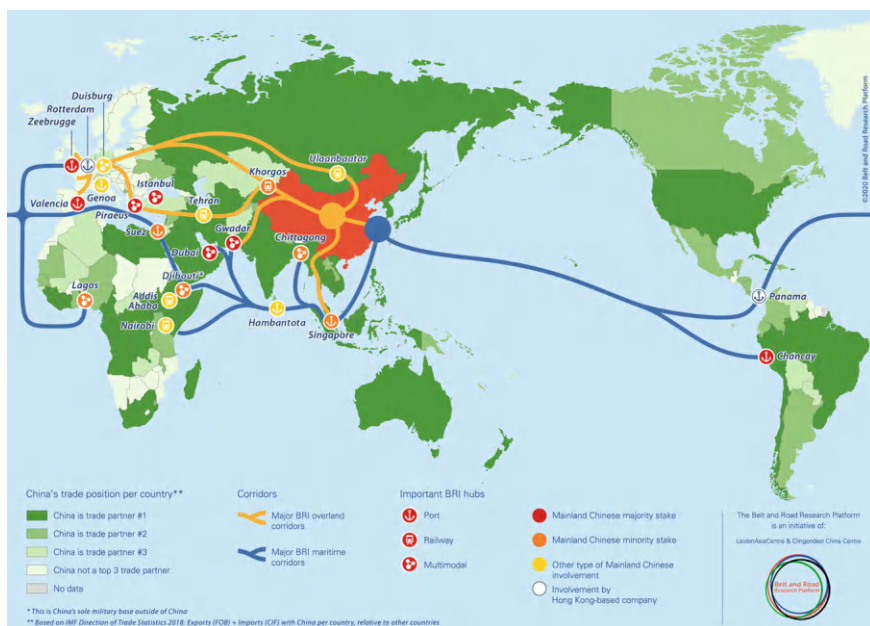 ©2020 Belt and Road Research Platform
Duisburg
Rotterdam
Zeebrugge
Ulaanbaatar
Khorgos
Istanbul
Tehran
Valencia
Genoa
Piraeus
Gwadar
Suez
Chittagong
Dubai
Djibouti*
Lagos
Addis
Ababa
Nairobi
Hambantota
Singapore
Panama
Chancay
China's trade position per country**
China is trade partner #1
China is trade partner #2
China is trade partner #3
China not a top 3 trade partner
No data
Corridors
Major BRI overland
corridors
Major BRI maritime
corridors
Important BRI hubs
Port
Railway
Multimodal
Mainland Chinese majority stake
Mainland Chinese minority stake
Other type of Mainland Chinese
involvement
Involvement by
Hong Kong-based company
The Belt and Road Research Platform
is an initiative of:
LeidenAsiaCentre & Clingendael China Centre
Belt and Road
Research Platform
* This is China's sole military base outside of China
** Based on IMF Direction of Trade Statistics 2018: Exports (FOB) + Imports (CIF) with China per country, relative to other countries